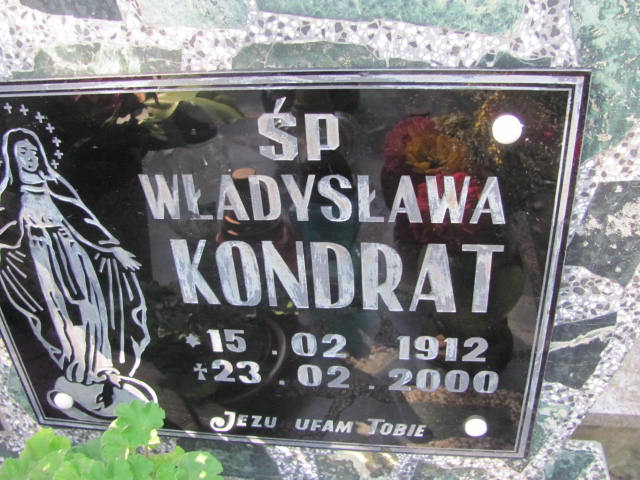 ŚP
WŁADYSŁAWA
KONDRAT
*15.02 1912
†23.02.2000
JEZU UFAM TOBIE